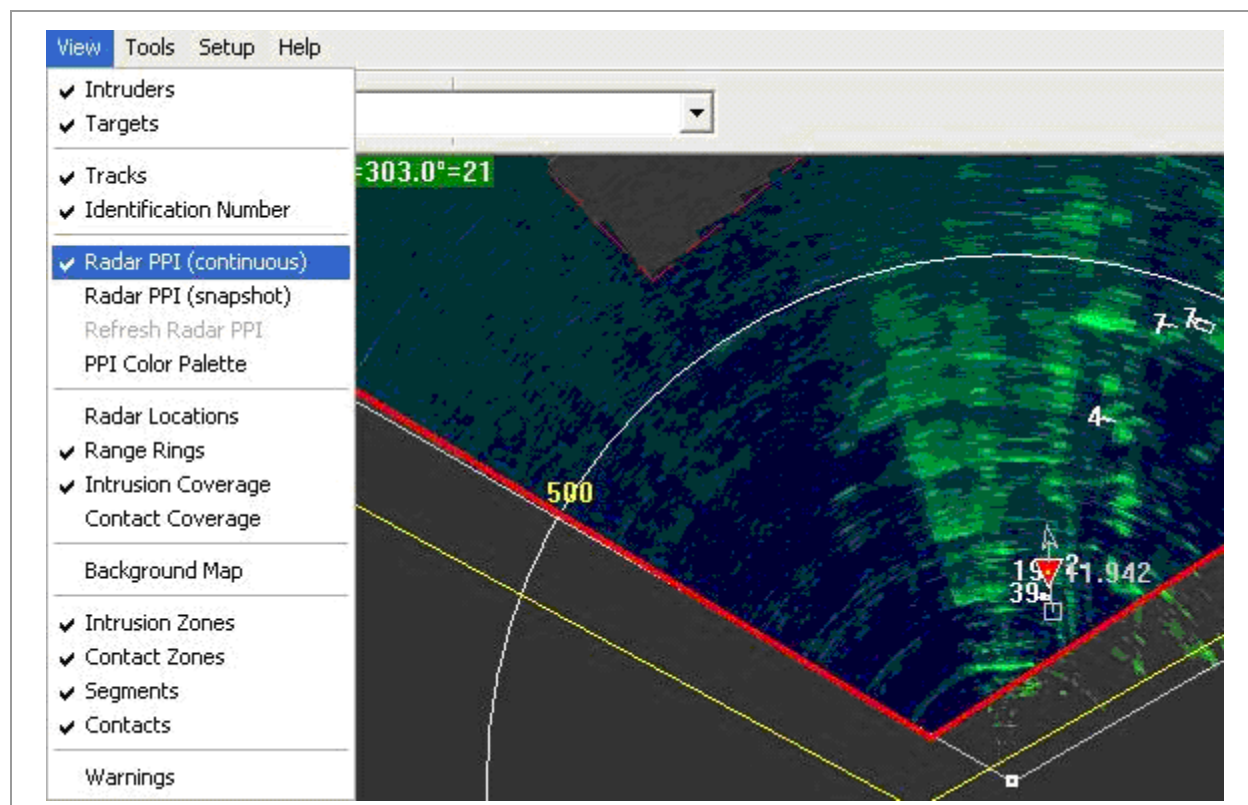 View Tools Setup Help
Intruders
Targets
Tracks
Identification Number
Radar PPI (continuous)
Radar PPI (snapshot)
Refresh Radar PPI
PPI Color Palette
Radar Locations
Range Rings
Intrusion Coverage
Contact Coverage
Background Map
Intrusion Zones
Contact Zones
Segments
Contacts
Warnings
=303.0°=21
7 7
4
500
39